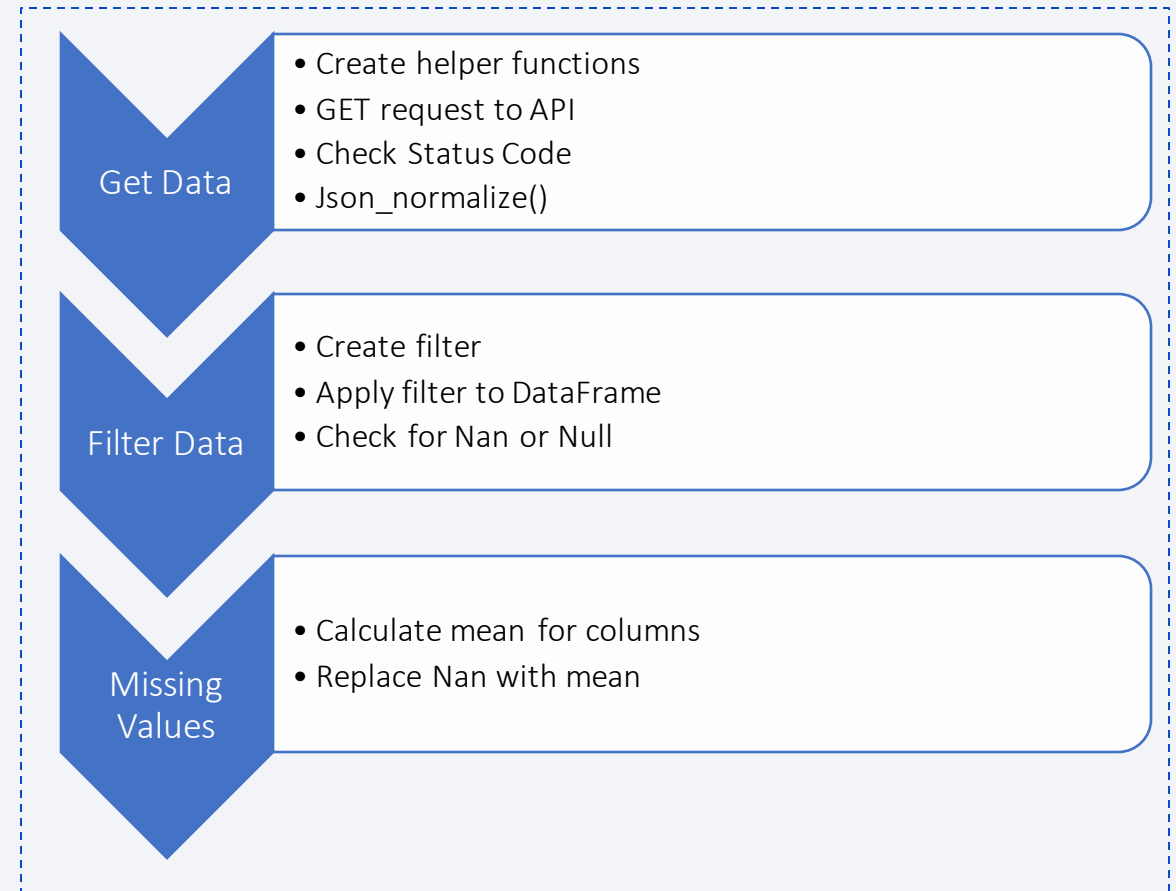 Get Data
• Create helper functions
• GET request to API
• Check Status Code
• Json_normalize()
Filter Data
• Create filter
• Apply filter to DataFrame
• Check for Nan or Null
Missing
Values
• Calculate mean for columns
• Replace Nan with mean